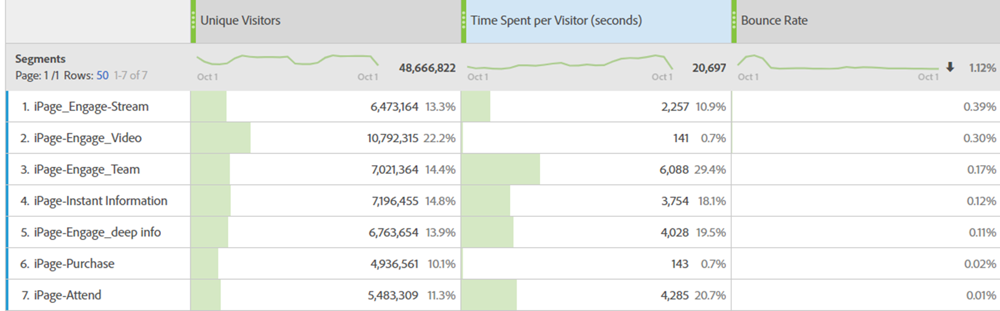 Unique Visitors Time Spent per Visitor (seconds) Bounce Rate
Segments
Page: 1 /1 Rows: 50 1-7 of 7
48,666,822 20,697 1.12%
Oct 1 Oct 1 Oct 1 Oct 1 Oct 1 Oct 1
1. iPage_Engage-Stream 6,473,164 13.3% 2,257 10.9% 0.39%
2. iPage-Engage_Video 10,792,315 22.2% 141 0.7% 0.30%
3. iPage-Engage_Team 7,021,364 14.4% 6,088 29.4% 0.17%
4. iPage-Instant Information 7,196,455 14.8% 3,754 18.1% 0.12%
5. iPage-Engage_deep info 6,763,654 13.9% 4,028 19.5% 0.11%
6. iPage-Purchase 4,936,561 10.1% 143 0.7% 0.02%
7. iPage-Attend 5,483,309 11.3% 4,285 20.7% 0.01%